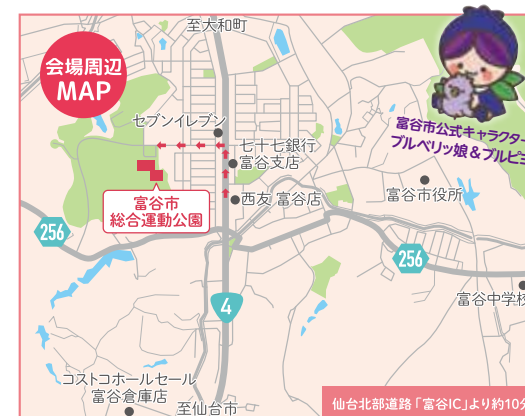 至大和町
会場周辺
MAP
セブンイレブン
七十七銀行
富谷支店
富谷市公式キャラクター
ブルベリッ娘&ブルピヨ
西友 富谷店
富谷市役所
富谷市
総合運動公園
256
256
4
富谷中学校
コストコホールセール
富谷倉庫店
至仙台市
仙台北部道路「富谷IC」より約10分